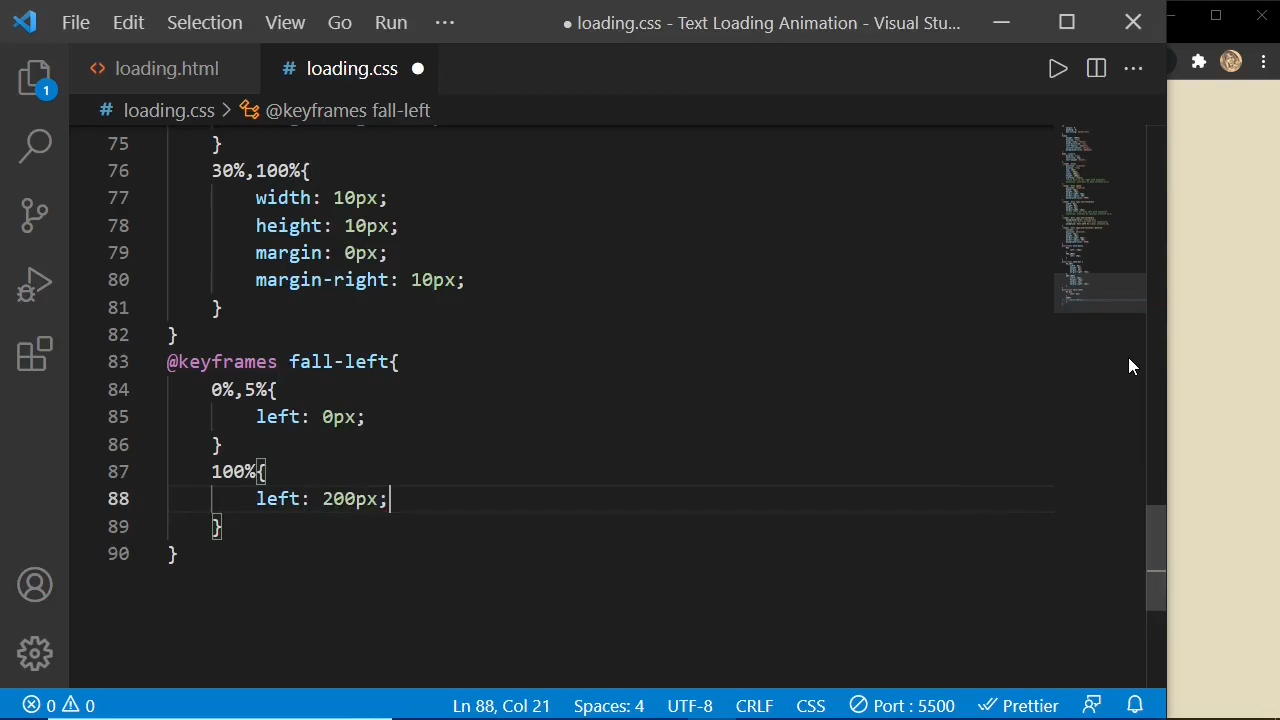 File Edit Selection View Go Run ···
● loading.css - Text Loading Animation - Visual Stu...
<> loading.html # loading.css ●
# loading.css > @keyframes fall-left
1
75 }
76 30%,100%{
77 width: 10px;
78 height: 10px;
79 margin: 0px;
80 margin-right: 10px;
81 }
82 }
83 @keyframes fall-left{
84 0%,5%{
85 left: 0px;
86 }
87 100%{
88 left: 200px;
89 }
90 }
0 0 Ln 88, Col 21 Spaces: 4 UTF-8 CRLF CSS Port : 5500 Prettier